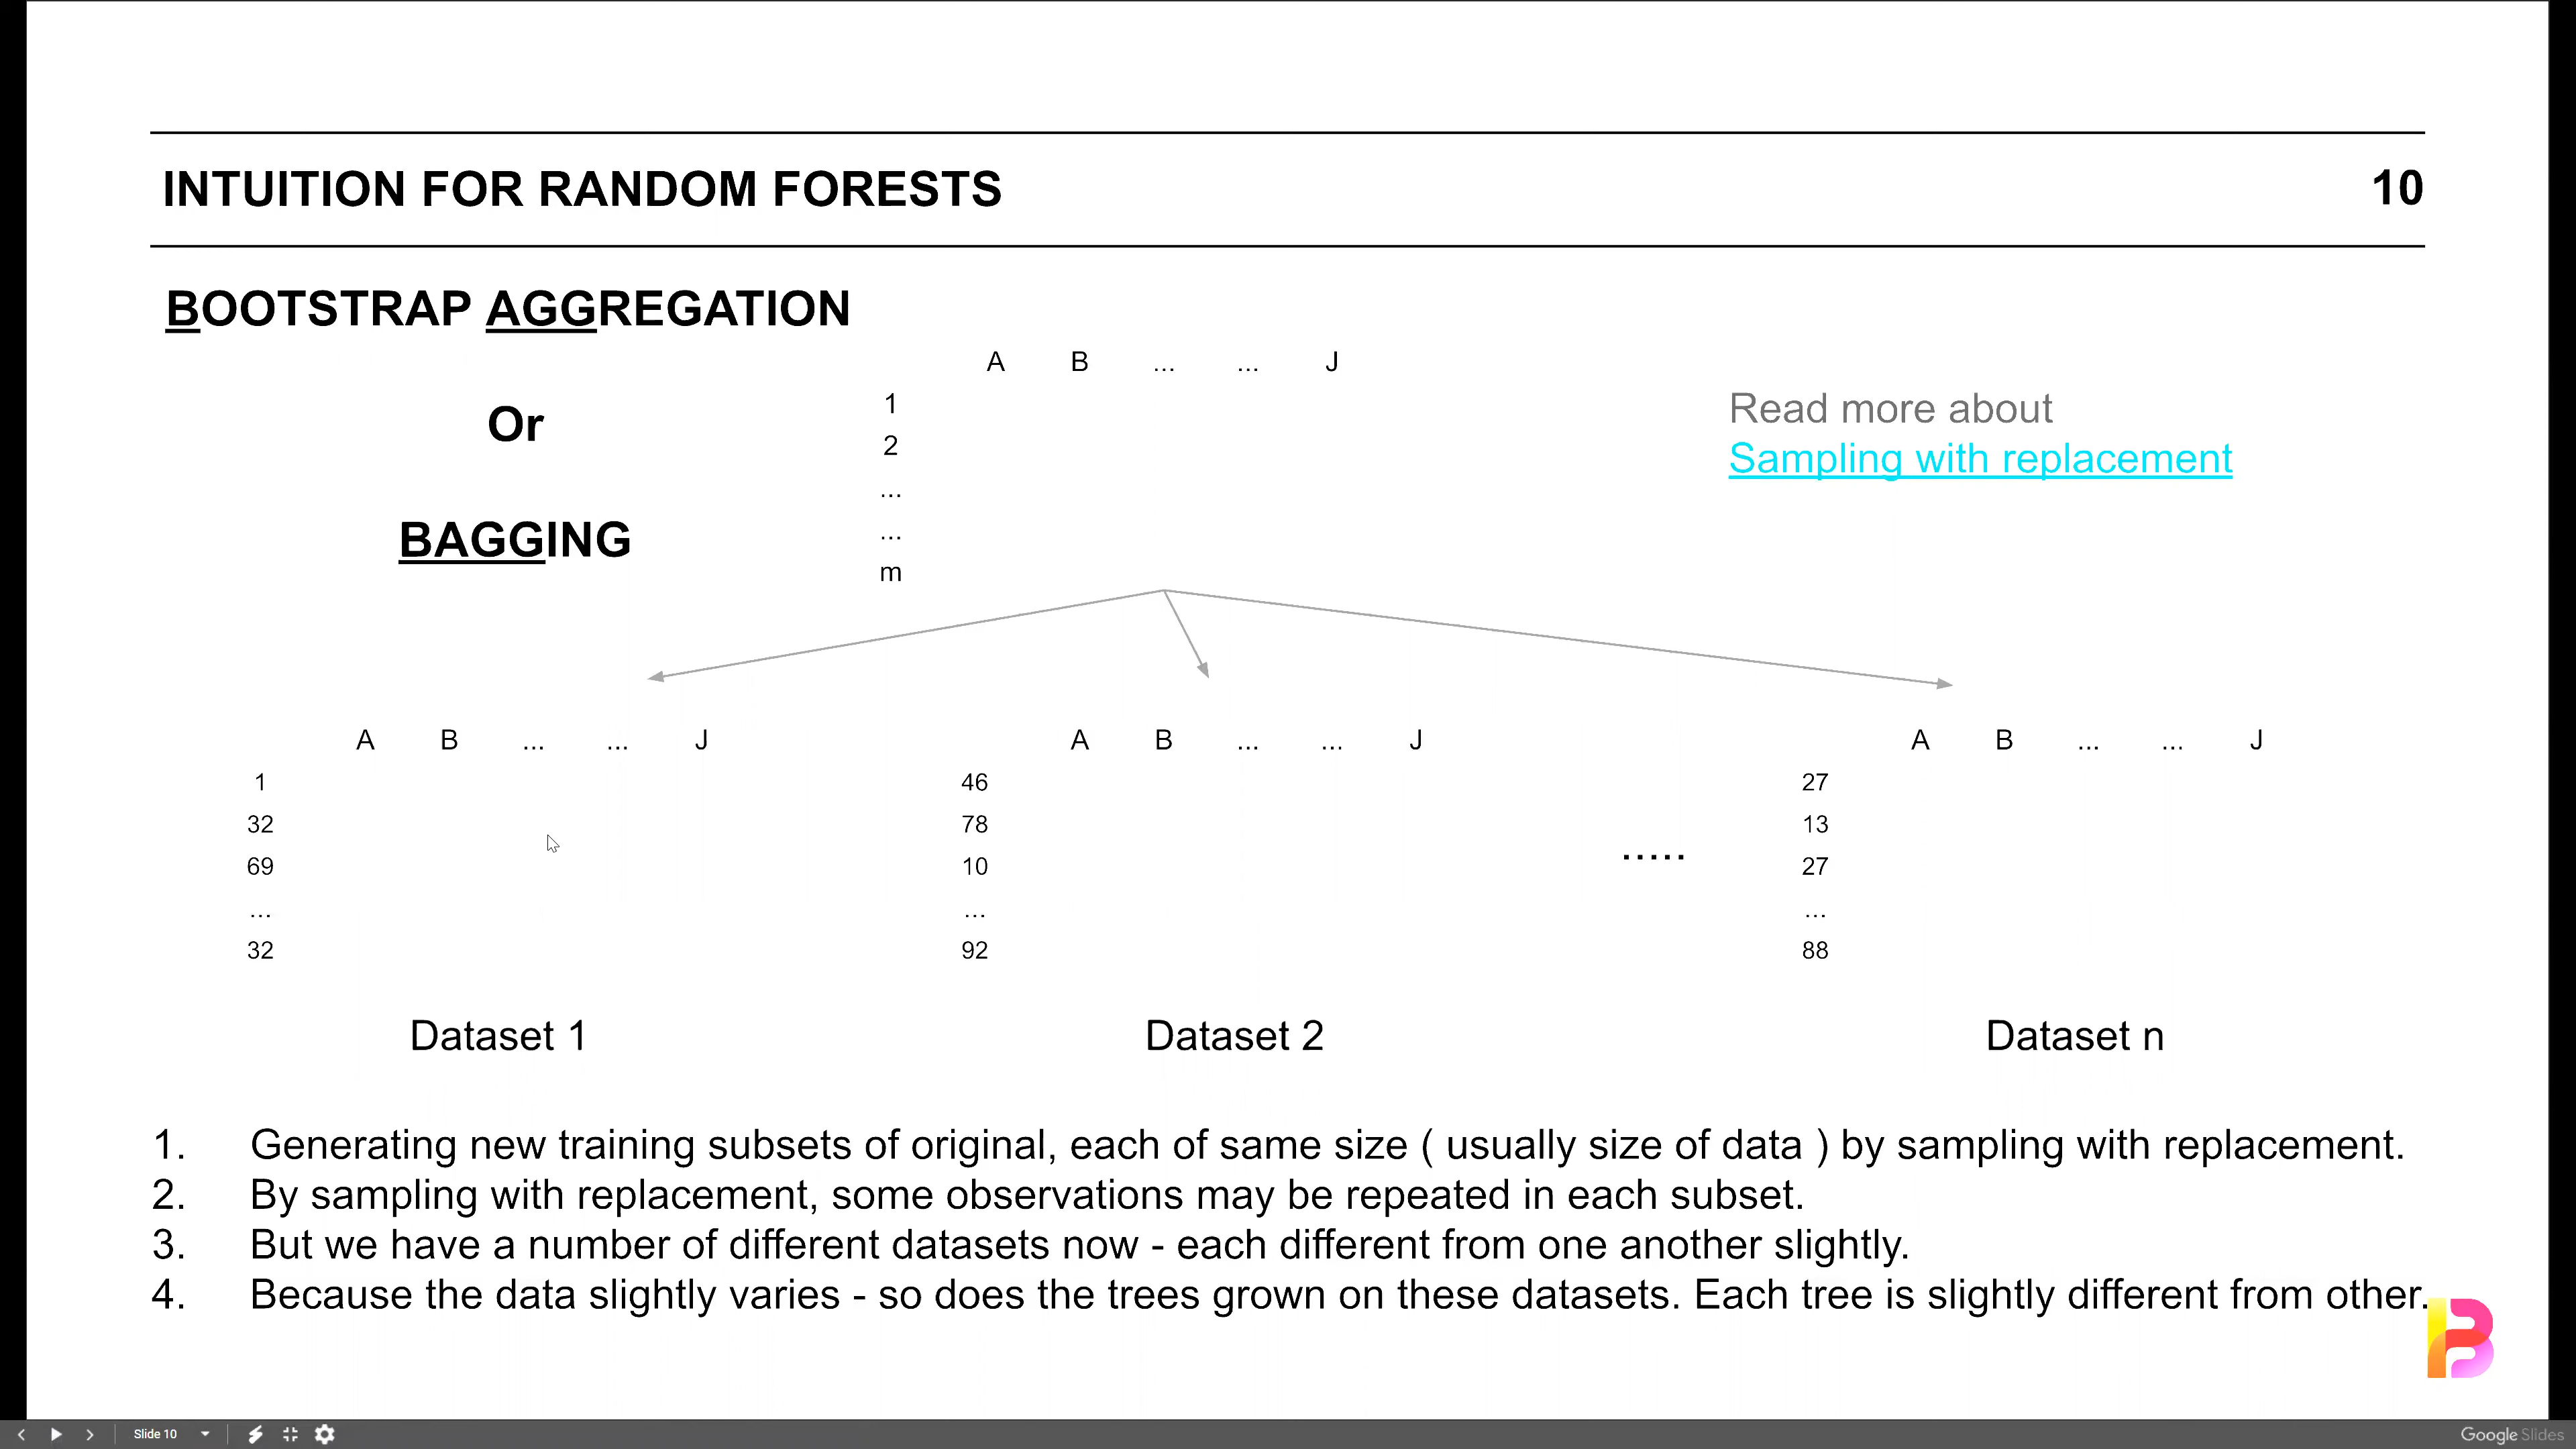 INTUITION FOR RANDOM FORESTS
10
BOOTSTRAP AGGREGATION
Or
BAGGING
A B ... ... J
1
2
...
...
m
Read more about
Sampling with replacement
A B ... ... J
1
32
69
...
32
Dataset 1
A B ... ... J
46
78
10
...
92
Dataset 2
.....
A B ... ... J
27
13
27
...
88
Dataset n
1. Generating new training subsets of original, each of same size ( usually size of data ) by sampling with replacement.
2. By sampling with replacement, some observations may be repeated in each subset.
3. But we have a number of different datasets now - each different from one another slightly.
4. Because the data slightly varies - so does the trees grown on these datasets. Each tree is slightly different from other.
Slide 10
Google Slides